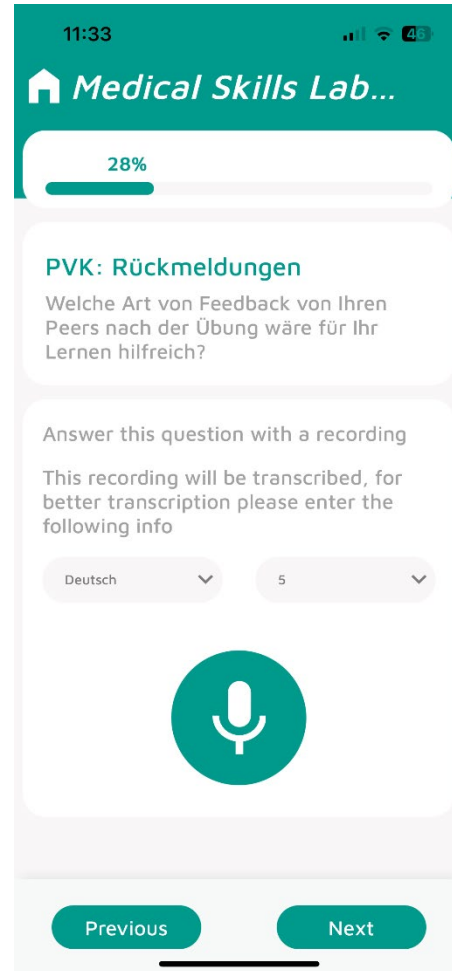 11:33
46
Medical Skills Lab...
28%
PVK: Rückmeldungen
Welche Art von Feedback von Ihren
Peers nach der Übung wäre für Ihr
Lernen hilfreich?
Answer this question with a recording
This recording will be transcribed, for
better transcription please enter the
following info
Deutsch 5
Previous Next